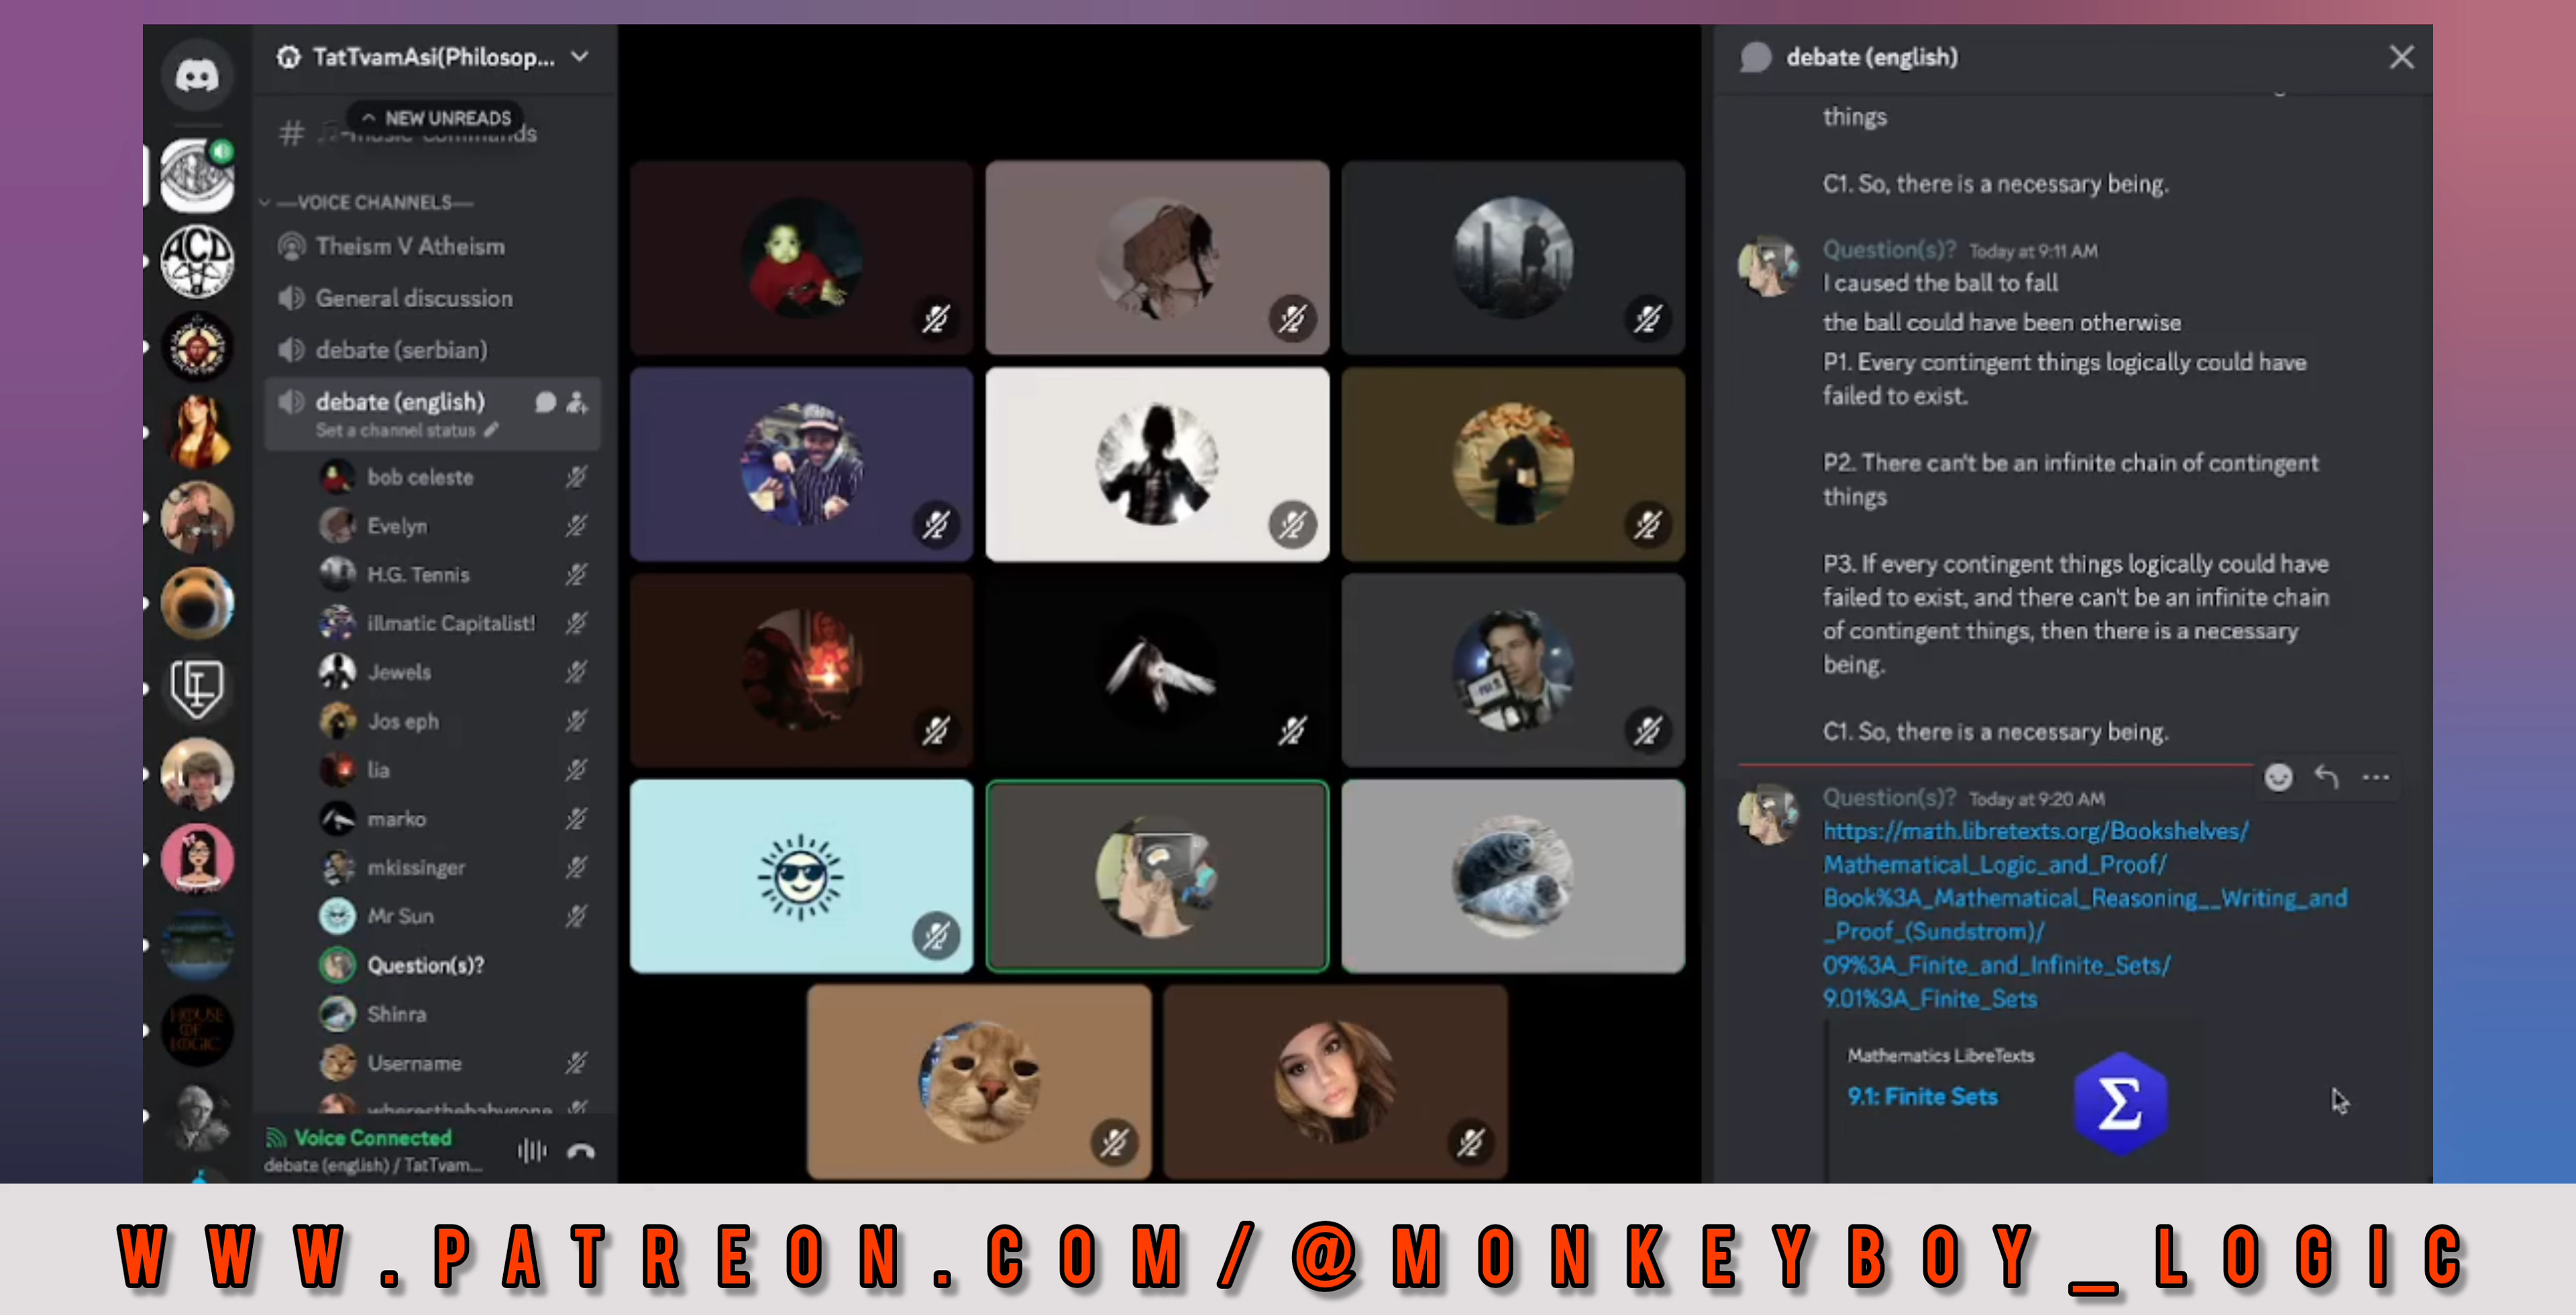 TatTvamAsi(Philosop...
NEW UNREADS
VOICE CHANNELS
Theism V Atheism
General discussion
debate (serbian)
debate (english)
Set a channel status
bob celeste
Evelyn
H.G. Tennis
illmatic Capitalist!
Jewels
Jos eph
lia
marko
mkissinger
Mr Sun
Question(s)?
Shinra
Username
Voice Connected
debate (english) / TatTvam...
ACD
HOUSE
OF
LOGIC
debate (english)
things
C1. So, there is a necessary being.
Question(s)? Today at 9:11 AM
I caused the ball to fall
the ball could have been otherwise
P1. Every contingent things logically could have
failed to exist.
P2. There can't be an infinite chain of contingent
things
P3. If every contingent things logically could have
failed to exist, and there can't be an infinite chain
of contingent things, then there is a necessary
being.
C1. So, there is a necessary being.
Question(s)? Today at 9:20 AM
https://math.libretexts.org/Bookshelves/
Mathematical_Logic_and_Proof/
Book%3A_Mathematical_Reasoning__Writing_and
_Proof_(Sundstrom)/
09%3A_Finite_and_Infinite_Sets/
9.01%3A_Finite_Sets
Mathematics LibreTexts
9.1: Finite Sets
Σ
WWW.PATREON.COM/@MONKEYBOY_LOGIC